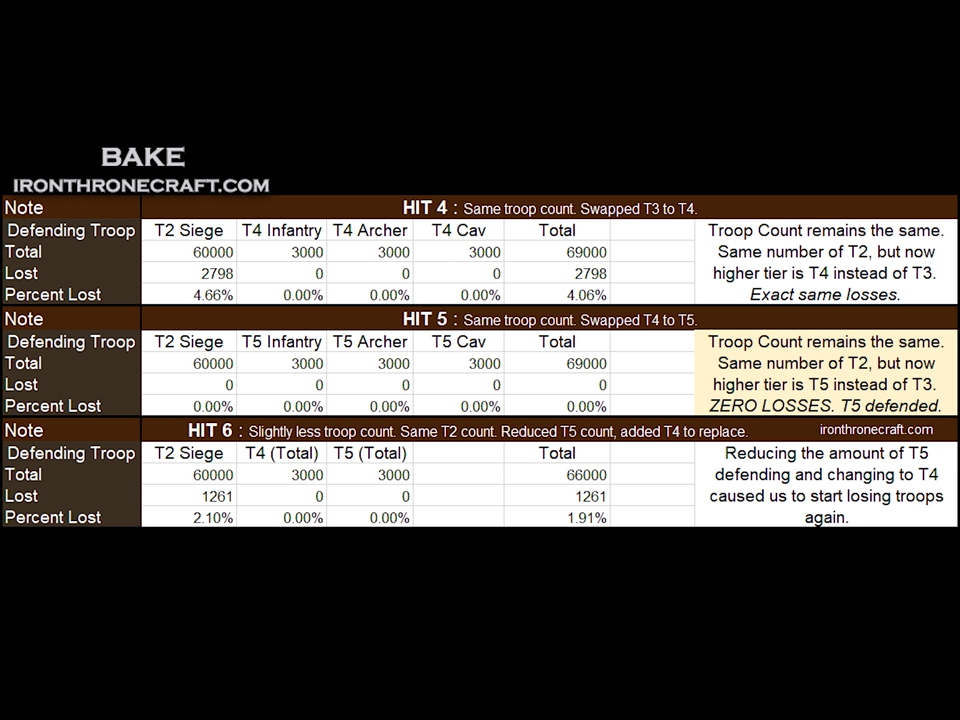 BAKE
IRONTHRONECRAFT.COM
Note HIT 4 : Same troop count. Swapped T3 to T4.
Defending Troop T2 Siege T4 Infantry T4 Archer T4 Cav Total Troop Count remains the same.
Total 60000 3000 3000 3000 69000 Same number of T2, but now
Lost 2798 0 0 0 2798 higher tier is T4 instead of T3.
Percent Lost 4.66% 0.00% 0.00% 0.00% 4.06% Exact same losses.
Note HIT 5 : Same troop count. Swapped T4 to T5.
Defending Troop T2 Siege T5 Infantry T5 Archer T5 Cav Total Troop Count remains the same.
Total 60000 3000 3000 3000 69000 Same number of T2, but now
Lost 0 0 0 0 0 higher tier is T5 instead of T3.
Percent Lost 0.00% 0.00% 0.00% 0.00% 0.00% ZERO LOSSES. T5 defended.
Note HIT 6 : Slightly less troop count. Same T2 count. Reduced T5 count, added T4 to replace. ironthronecraft.com
Defending Troop T2 Siege T4 (Total) T5 (Total) Total Reducing the amount of T5
Total 60000 3000 3000 66000 defending and changing to T4
Lost 1261 0 0 1261 caused us to start losing troops
Percent Lost 2.10% 0.00% 0.00% 1.91% again.